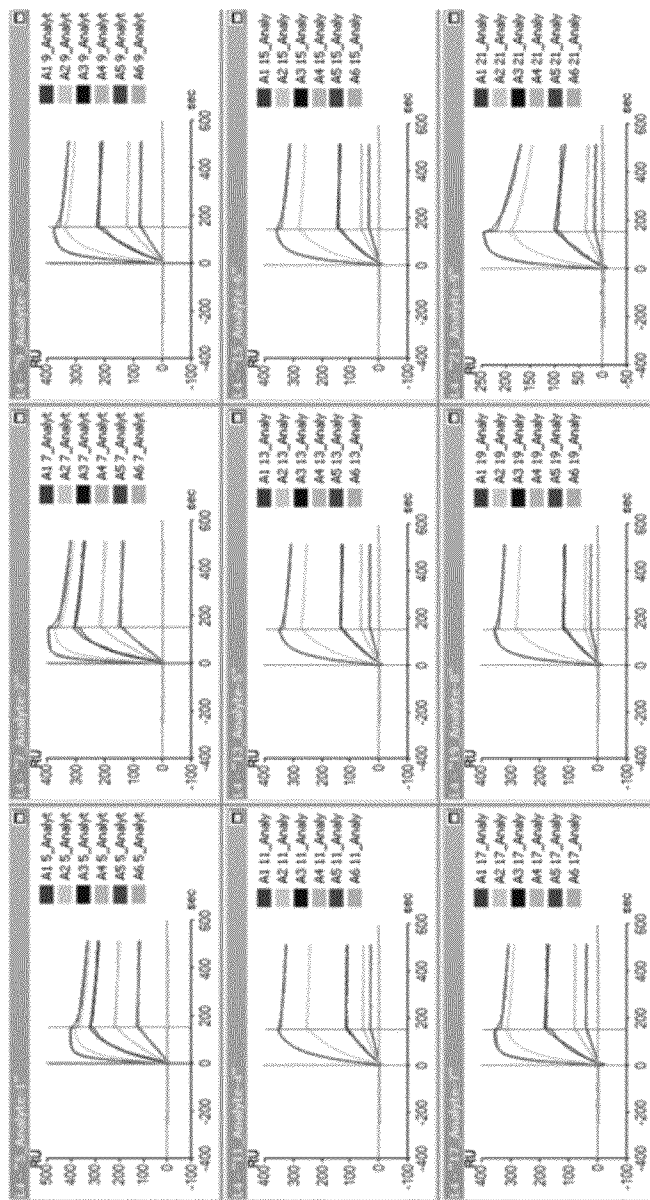 RU
500
400
300
200
100
0
-400 -200 0 200 400 600
sec
A1 5_Analyt
A2 5_Analyt
A3 5_Analyt
A4 5_Analyt
A5 5_Analyt
A6 5_Analyt
RU
400
300
200
100
0
-100
-400 -200 0 200 400 600
sec
A1 7_Analyt
A2 7_Analyt
A3 7_Analyt
A4 7_Analyt
A5 7_Analyt
A6 7_Analyt
RU
400
300
200
100
0
-100
-400 -200 0 200 400 600
sec
A1 9_Analyt
A2 9_Analyt
A3 9_Analyt
A4 9_Analyt
A5 9_Analyt
A6 9_Analyt
RU
400
300
200
100
0
-100
-400 -200 0 200 400 600
sec
A1 11_Analy
A2 11_Analy
A3 11_Analy
A4 11_Analy
A5 11_Analy
A6 11_Analy
RU
400
300
200
100
0
-100
-400 -200 0 200 400 600
sec
A1 13_Analy
A2 13_Analy
A3 13_Analy
A4 13_Analy
A5 13_Analy
A6 13_Analy
RU
400
300
200
100
0
-100
-400 -200 0 200 400 600
sec
A1 15_Analy
A2 15_Analy
A3 15_Analy
A4 15_Analy
A5 15_Analy
A6 15_Analy
RU
400
300
200
100
0
-100
-400 -200 0 200 400 600
sec
A1 17_Analy
A2 17_Analy
A3 17_Analy
A4 17_Analy
A5 17_Analy
A6 17_Analy
RU
400
300
200
100
0
-100
-400 -200 0 200 400 600
sec
A1 19_Analy
A2 19_Analy
A3 19_Analy
A4 19_Analy
A5 19_Analy
A6 19_Analy
RU
250
200
150
100
50
0
-50
-400 -200 0 200 400 600
sec
A1 21_Analy
A2 21_Analy
A3 21_Analy
A4 21_Analy
A5 21_Analy
A6 21_Analy